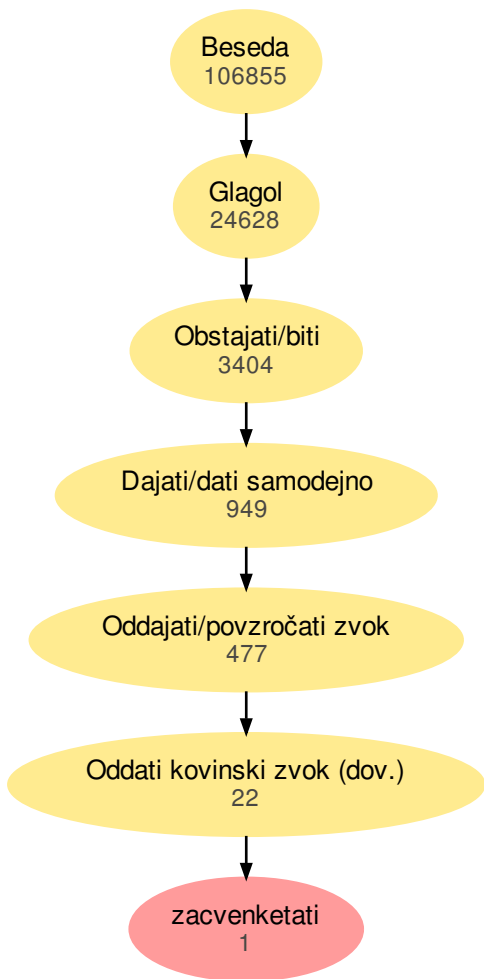 Beseda
106855
Glagol
24628
Obstajati/biti
3404
Dajati/dati samodejno
949
Oddajati/povzročati zvok
477
Oddati kovinski zvok (dov.)
22
zacvenketati
1